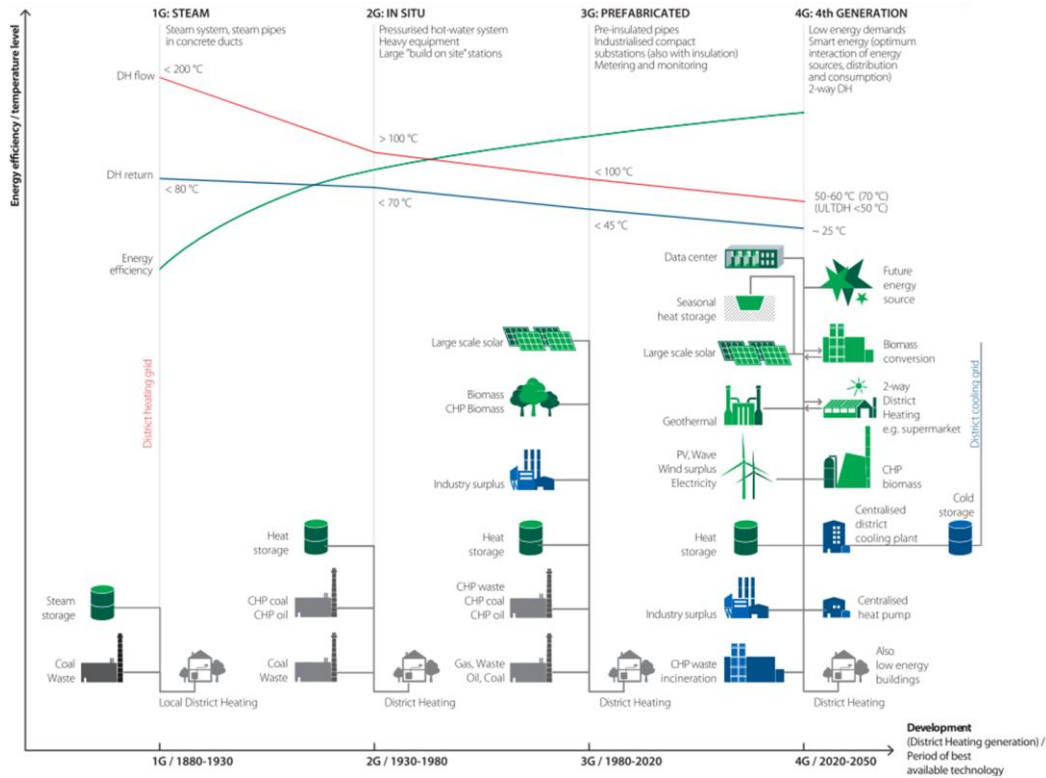 1G: STEAM
Steam system, steam pipes
in concrete ducts
2G: IN SITU
Pressurised hot-water system
Heavy equipment
Large "build on site" stations
3G: PREFABRICATED
Pre-insulated pipes
Industrialised compact
substations (also with insulation)
Metering and monitoring
4G: 4th GENERATION
Low energy demands
Smart energy (optimum
interaction of energy
sources, distribution
and consumption)
2-way DH
Energy efficiency / temperature level
DH flow
< 200 °C
> 100 °C
< 100 °C
50-60 °C (70 °C)
(ULTDH <50 °C)
DH return
< 80 °C
< 70 °C
< 45 °C
~ 25 °C
Energy
efficiency
District heating grid
Steam
storage
Coal
Waste
Local District Heating
Heat
storage
CHP coal
CHP oil
Coal
Waste
District Heating
Large scale solar
Biomass
CHP Biomass
Industry surplus
Heat
storage
CHP waste
CHP coal
CHP oil
Gas, Waste
Oil, Coal
District Heating
Data center
Seasonal
heat storage
Large scale solar
Geothermal
PV, Wave
Wind surplus
Electricity
Heat
storage
Industry surplus
CHP waste
incineration
Future
energy
source
Biomass
conversion
2-way
District
Heating
e.g. supermarket
CHP
biomass
Centralised
district
cooling plant
Cold
storage
District cooling grid
Centralised
heat pump
Also
low energy
buildings
District Heating
1G / 1880-1930
2G / 1930-1980
3G / 1980-2020
4G / 2020-2050
Development
(District Heating generation) /
Period of best
available technology